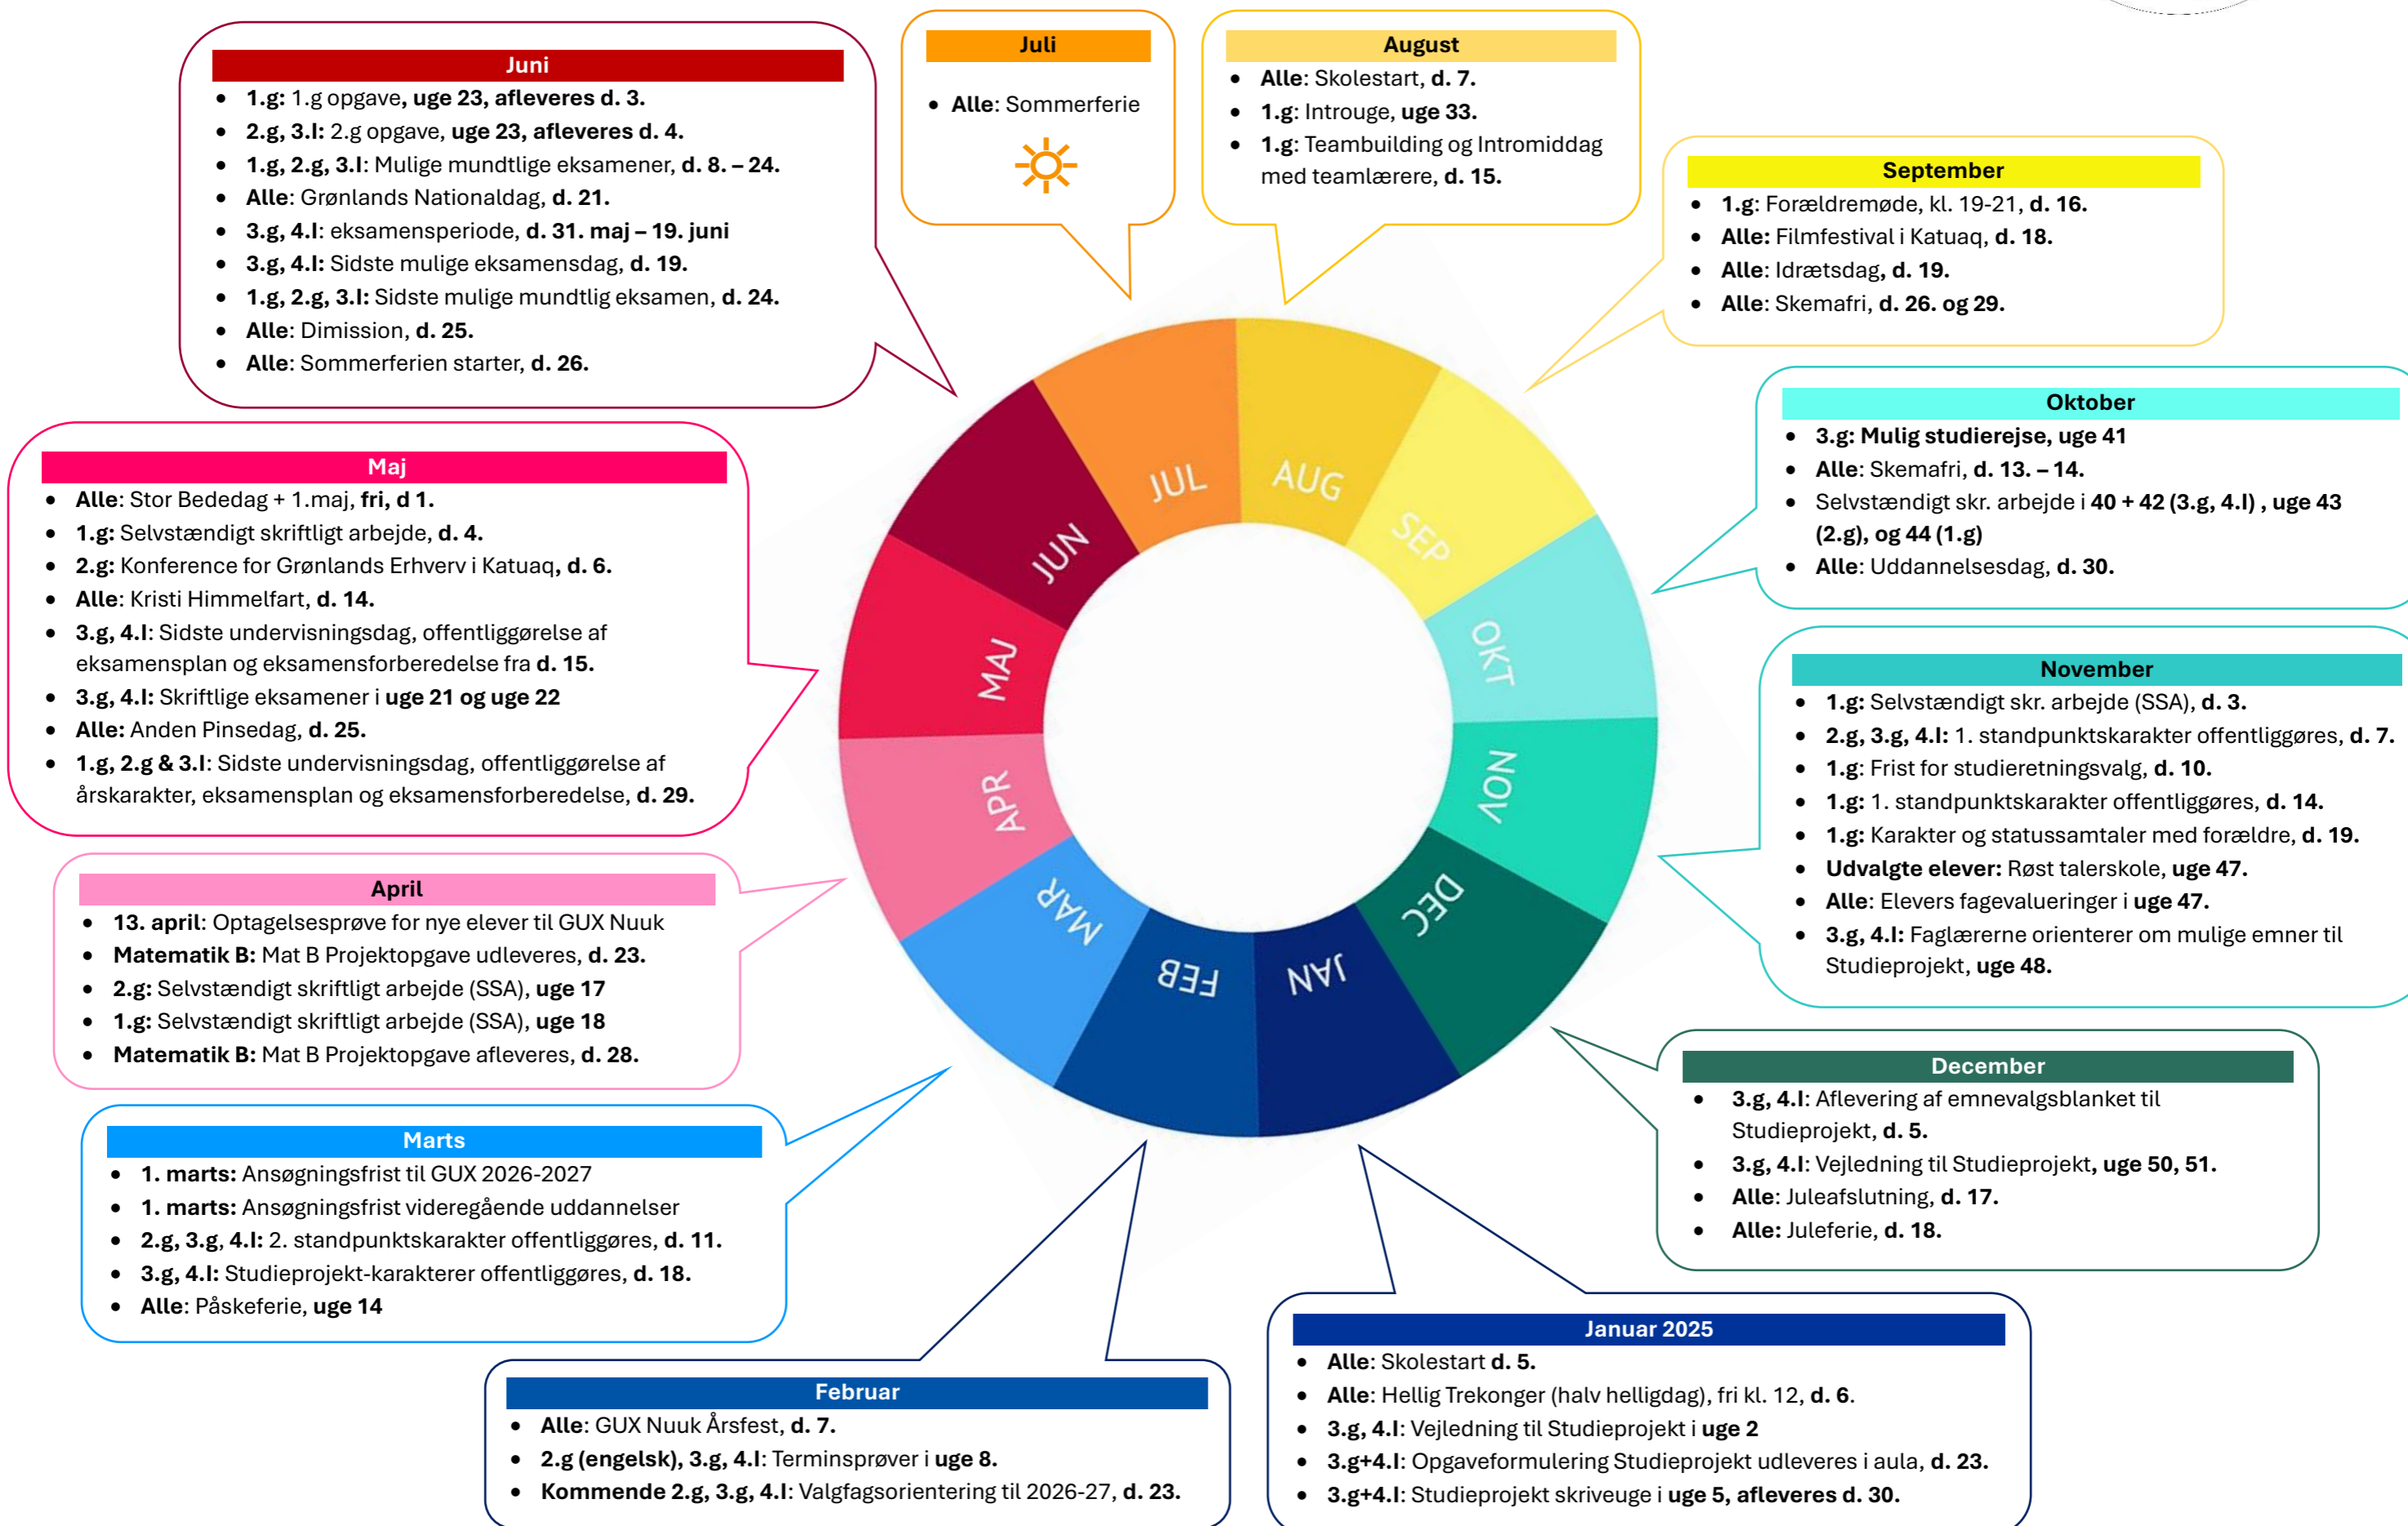 Juni
• 1.g: 1.g opgave, uge 23, afleveres d. 3.
• 2.g, 3.l: 2.g opgave, uge 23, afleveres d. 4.
• 1.g, 2.g, 3.l: Mulige mundtlige eksamener, d. 8. – 24.
• Alle: Grønlands Nationaldag, d. 21.
• 3.g, 4.l: eksamensperiode, d. 31. maj – 19. juni
• 3.g, 4.l: Sidste mulige eksamensdag, d. 19.
• 1.g, 2.g, 3.l: Sidste mulige mundtlig eksamen, d. 24.
• Alle: Dimission, d. 25.
• Alle: Sommerferien starter, d. 26.
Juli
• Alle: Sommerferie
August
• Alle: Skolestart, d. 7.
• 1.g: Introuge, uge 33.
• 1.g: Teambuilding og Intromiddag
med teamlærere, d. 15.
September
• 1.g: Forældremøde, kl. 19-21, d. 16.
• Alle: Filmfestival i Katuaq, d. 18.
• Alle: Idrætsdag, d. 19.
• Alle: Skemafri, d. 26. og 29.
Oktober
• 3.g: Mulig studierejse, uge 41
• Alle: Skemafri, d. 13. – 14.
• Selvstændigt skr. arbejde i 40 + 42 (3.g, 4.l) , uge 43
(2.g), og 44 (1.g)
• Alle: Uddannelsesdag, d. 30.
November
• 1.g: Selvstændigt skr. arbejde (SSA), d. 3.
• 2.g, 3.g, 4.l: 1. standpunktskarakter offentliggøres, d. 7.
• 1.g: Frist for studieretningsvalg, d. 10.
• 1.g: 1. standpunktskarakter offentliggøres, d. 14.
• 1.g: Karakter og statussamtaler med forældre, d. 19.
• Udvalgte elever: Røst talerskole, uge 47.
• Alle: Elevers fagevalueringer i uge 47.
• 3.g, 4.l: Faglærerne orienterer om mulige emner til
Studieprojekt, uge 48.
December
• 3.g, 4.l: Aflevering af emnevalgsblanket til
Studieprojekt, d. 5.
• 3.g, 4.l: Vejledning til Studieprojekt, uge 50, 51.
• Alle: Juleafslutning, d. 17.
• Alle: Juleferie, d. 18.
Januar 2025
• Alle: Skolestart d. 5.
• Alle: Hellig Trekonger (halv helligdag), fri kl. 12, d. 6.
• 3.g, 4.l: Vejledning til Studieprojekt i uge 2
• 3.g+4.l: Opgaveformulering Studieprojekt udleveres i aula, d. 23.
• 3.g+4.l: Studieprojekt skriveuge i uge 5, afleveres d. 30.
Februar
• Alle: GUX Nuuk Årsfest, d. 7.
• 2.g (engelsk), 3.g, 4.l: Terminsprøver i uge 8.
• Kommende 2.g, 3.g, 4.l: Valgfagsorientering til 2026-27, d. 23.
Marts
• 1. marts: Ansøgningsfrist til GUX 2026-2027
• 1. marts: Ansøgningsfrist videregående uddannelser
• 2.g, 3.g, 4.l: 2. standpunktskarakter offentliggøres, d. 11.
• 3.g, 4.l: Studieprojekt-karakterer offentliggøres, d. 18.
• Alle: Påskeferie, uge 14
April
• 13. april: Optagelsesprøve for nye elever til GUX Nuuk
• Matematik B: Mat B Projektopgave udleveres, d. 23.
• 2.g: Selvstændigt skriftligt arbejde (SSA), uge 17
• 1.g: Selvstændigt skriftligt arbejde (SSA), uge 18
• Matematik B: Mat B Projektopgave afleveres, d. 28.
Maj
• Alle: Stor Bededag + 1.maj, fri, d 1.
• 1.g: Selvstændigt skriftligt arbejde, d. 4.
• 2.g: Konference for Grønlands Erhverv i Katuaq, d. 6.
• Alle: Kristi Himmelfart, d. 14.
• 3.g, 4.l: Sidste undervisningsdag, offentliggørelse af
eksamensplan og eksamensforberedelse fra d. 15.
• 3.g, 4.l: Skriftlige eksamener i uge 21 og uge 22
• Alle: Anden Pinsedag, d. 25.
• 1.g, 2.g & 3.l: Sidste undervisningsdag, offentliggørelse af
årskarakter, eksamensplan og eksamensforberedelse, d. 29.
JUL
AUG
SEP
OKT
NOV
DEC
JAN
FEB
MAR
APR
MAJ
JUN